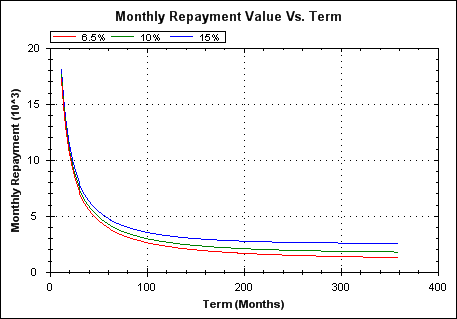 Monthly Repayment Value Vs. Term
6.5% 10% 15%
Monthly Repayment (10^3)
20
15
10
5
0
0 100 200 300 400
Term (Months)